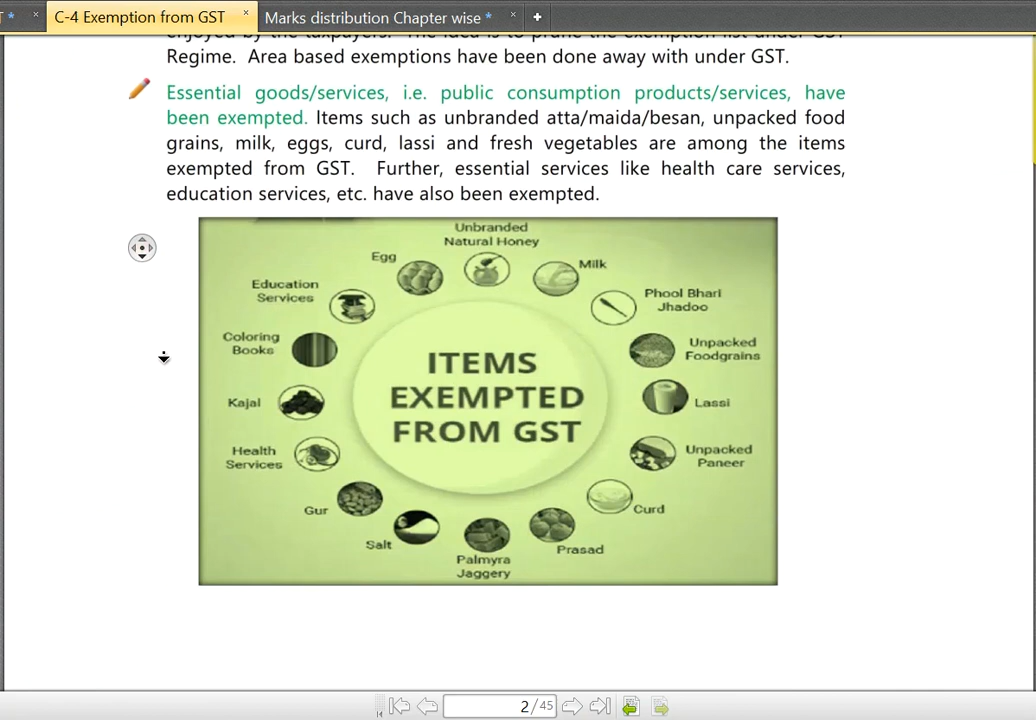 C-4 Exemption from GST
Marks distribution Chapter wise *
enjoyed by the taxpayers. The idea is to prune the exemption list under GST
Regime. Area based exemptions have been done away with under GST.
Essential goods/services, i.e. public consumption products/services, have
been exempted. Items such as unbranded atta/maida/besan, unpacked food
grains, milk, eggs, curd, lassi and fresh vegetables are among the items
exempted from GST. Further, essential services like health care services,
education services, etc. have also been exempted.
Unbranded
Natural Honey
Egg
Milk
Education
Services
Phool Bhari
Jhadoo
Coloring
Books
Unpacked
Foodgrains
ITEMS
EXEMPTED
FROM GST
Kajal
Lassi
Health
Services
Unpacked
Paneer
Gur
Curd
Salt
Prasad
Palmyra
Jaggery
2 / 45